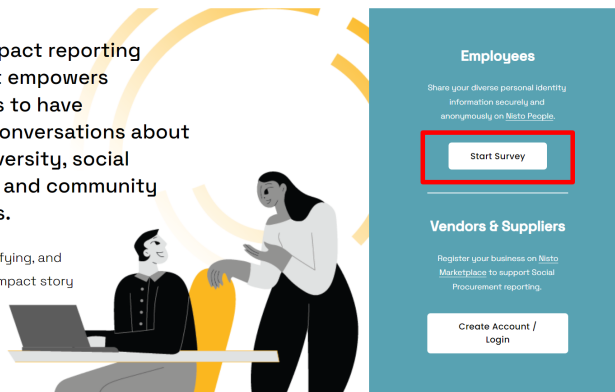 pact reporting
empowers
s to have
onversations about
versity, social
and community
s.
fying, and
mpact story
Employees
Share your diverse personal identity
information securely and
anonymously on Nisto People.
Start Survey
Vendors & Suppliers
Register your business on Nisto
Marketplace to support Social
Procurement reporting.
Create Account /
Login